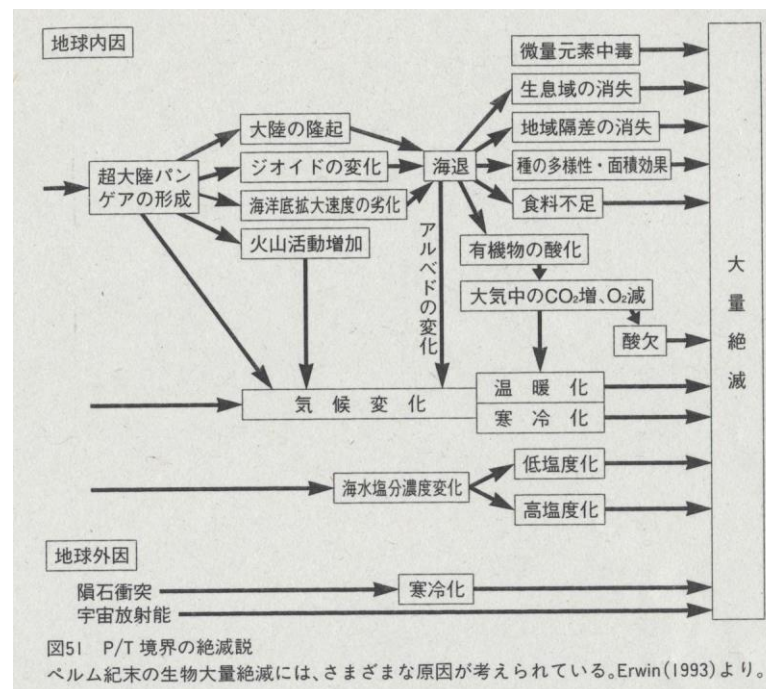 地球内因
微量元素中毒
生息域の消失
大陸の隆起
地域隔差の消失
超大陸パン
ゲアの形成
ジオイドの変化
海退
種の多様性・面積効果
海洋底拡大速度の劣化
食料不足
火山活動増加
アルベドの変化
有機物の酸化
大気中のCO₂増、O₂減
酸欠
大量絶滅
気候変化
温暖化
寒冷化
海水塩分濃度変化
低塩度化
高塩度化
地球外因
隕石衝突
寒冷化
宇宙放射能
図51 P/T境界の絶滅説
ペルム紀末の生物大量絶滅には、さまざまな原因が考えられている。Erwin(1993)より。